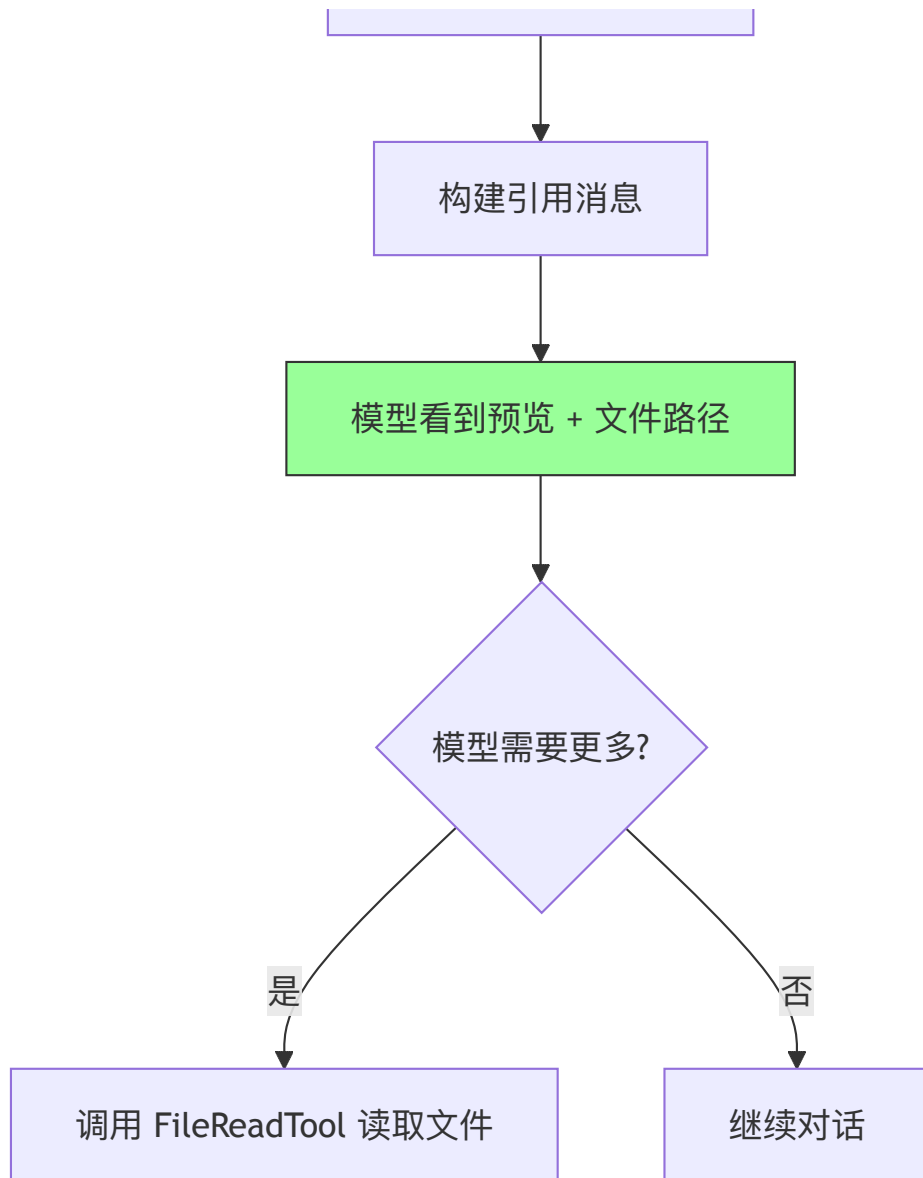 构建引用消息
模型看到预览 + 文件路径
模型需要更多?
是
否
调用 FileReadTool 读取文件
继续对话